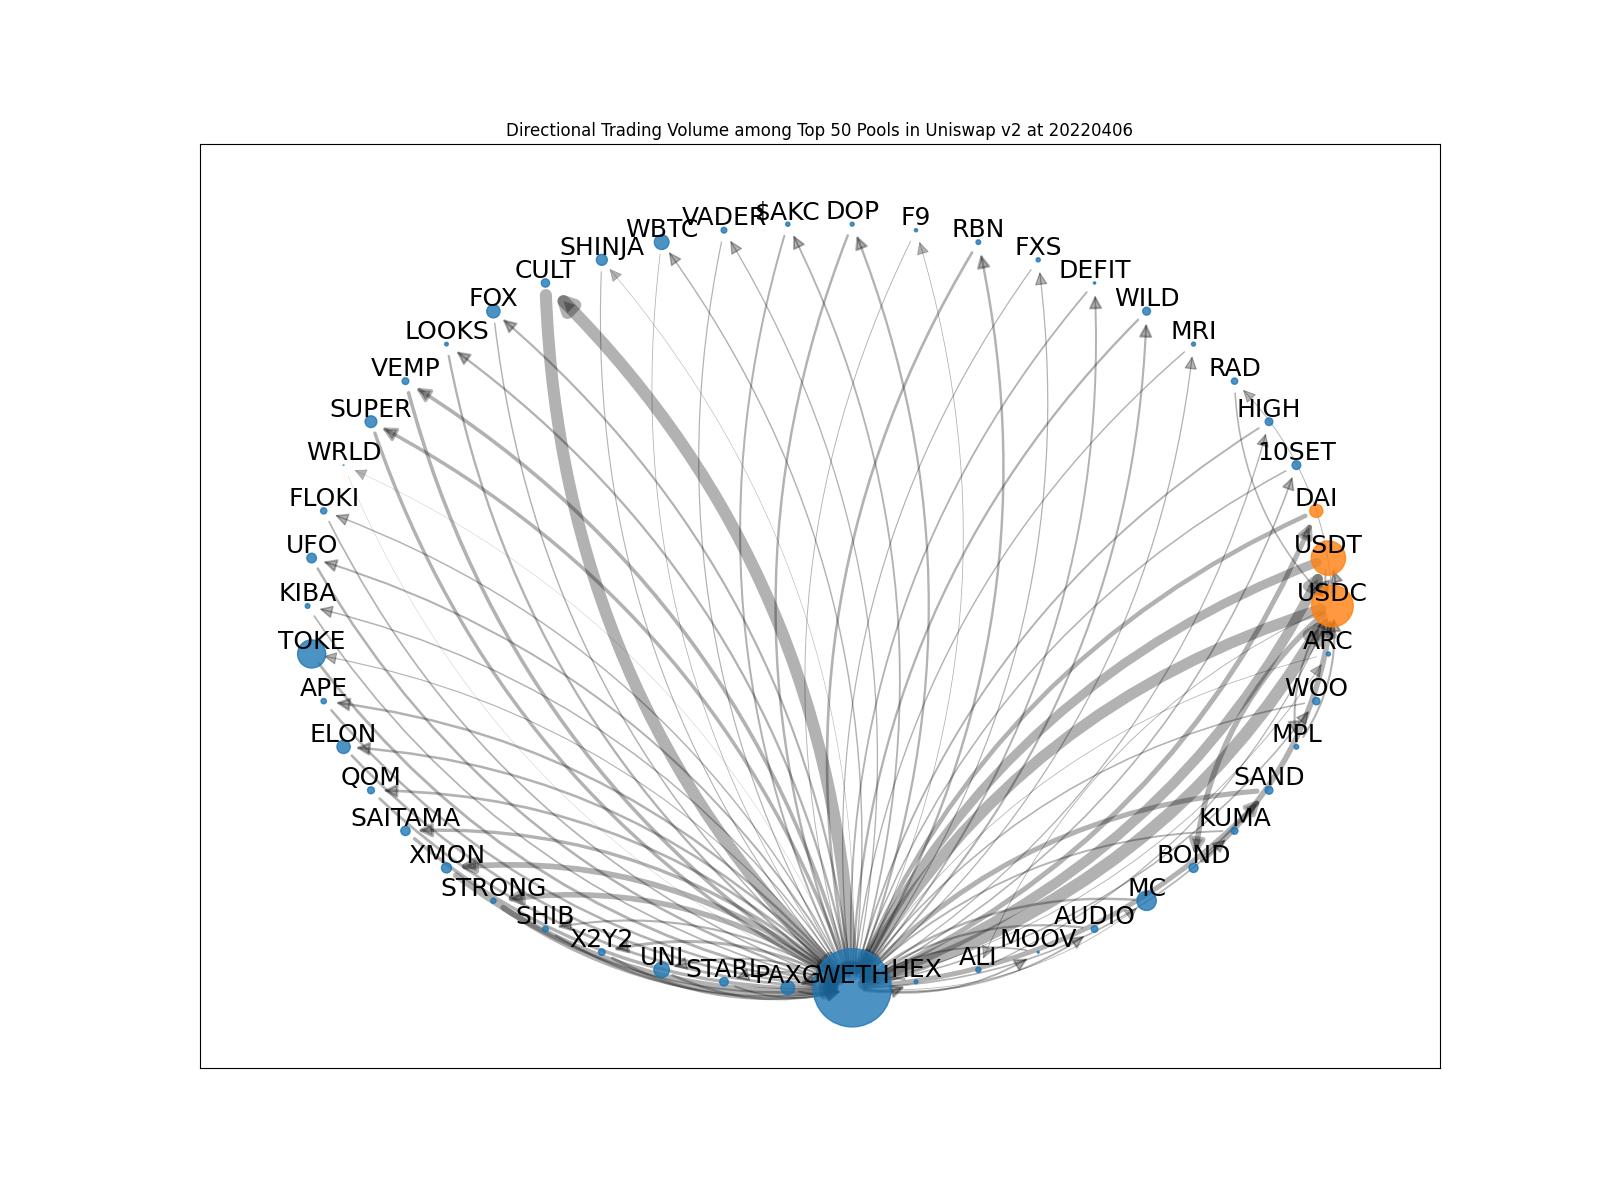 Directional Trading Volume among Top 50 Pools in Uniswap v2 at 20220406
VADER
$AKC
DOP
F9
WBTC
RBN
SHINJA
FXS
CULT
DEFIT
FOX
WILD
LOOKS
MRI
VEMP
RAD
SUPER
HIGH
WRLD
10SET
FLOKI
DAI
UFO
USDT
KIBA
USDC
TOKE
ARC
APE
WOO
ELON
MPL
QOM
SAND
SAITAMA
KUMA
XMON
BOND
STRONG
MC
SHIB
AUDIO
X2Y2
MOOV
UNI
ALI
STARL
PAXG
WETH
HEX